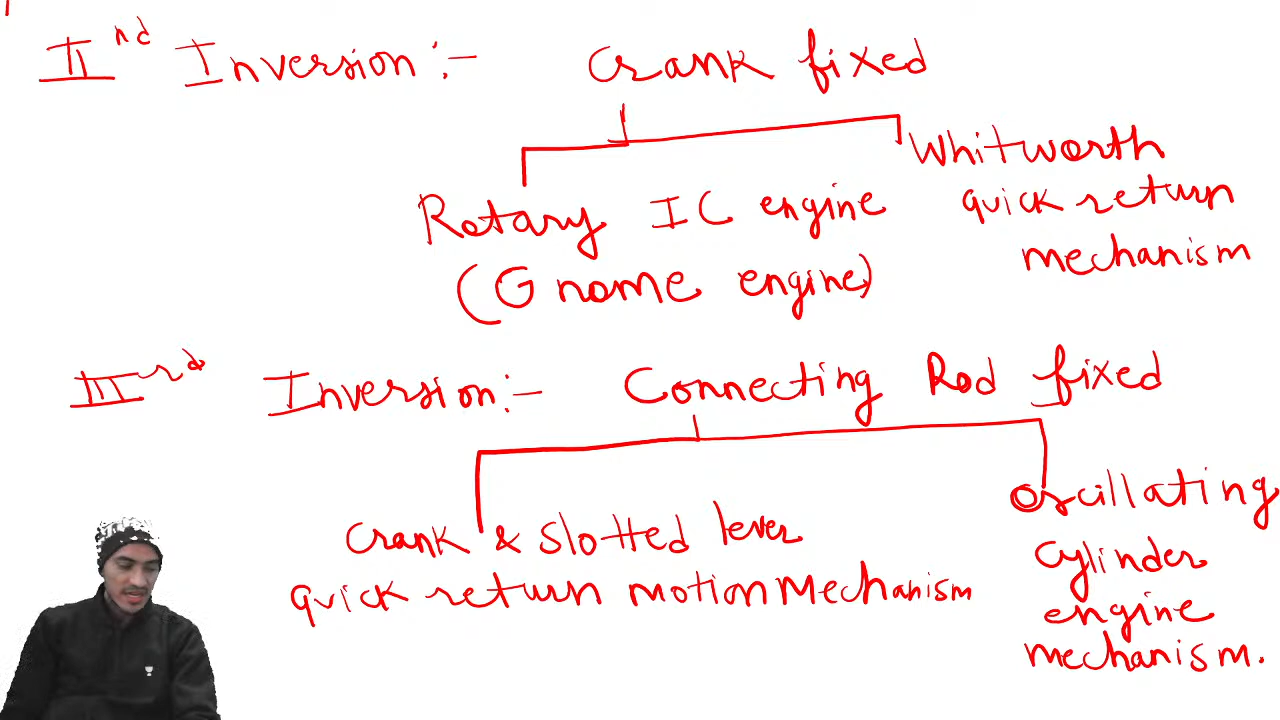 IInd Inversion:- Crank fixed
Whitworth
quick return
mechanism
Rotary IC engine
(Gnome engine)
IIIrd Inversion:- Connecting Rod fixed
Crank & Slotted lever
quick return motion Mechanism
Oscillating
Cylinder
engine
mechanism.